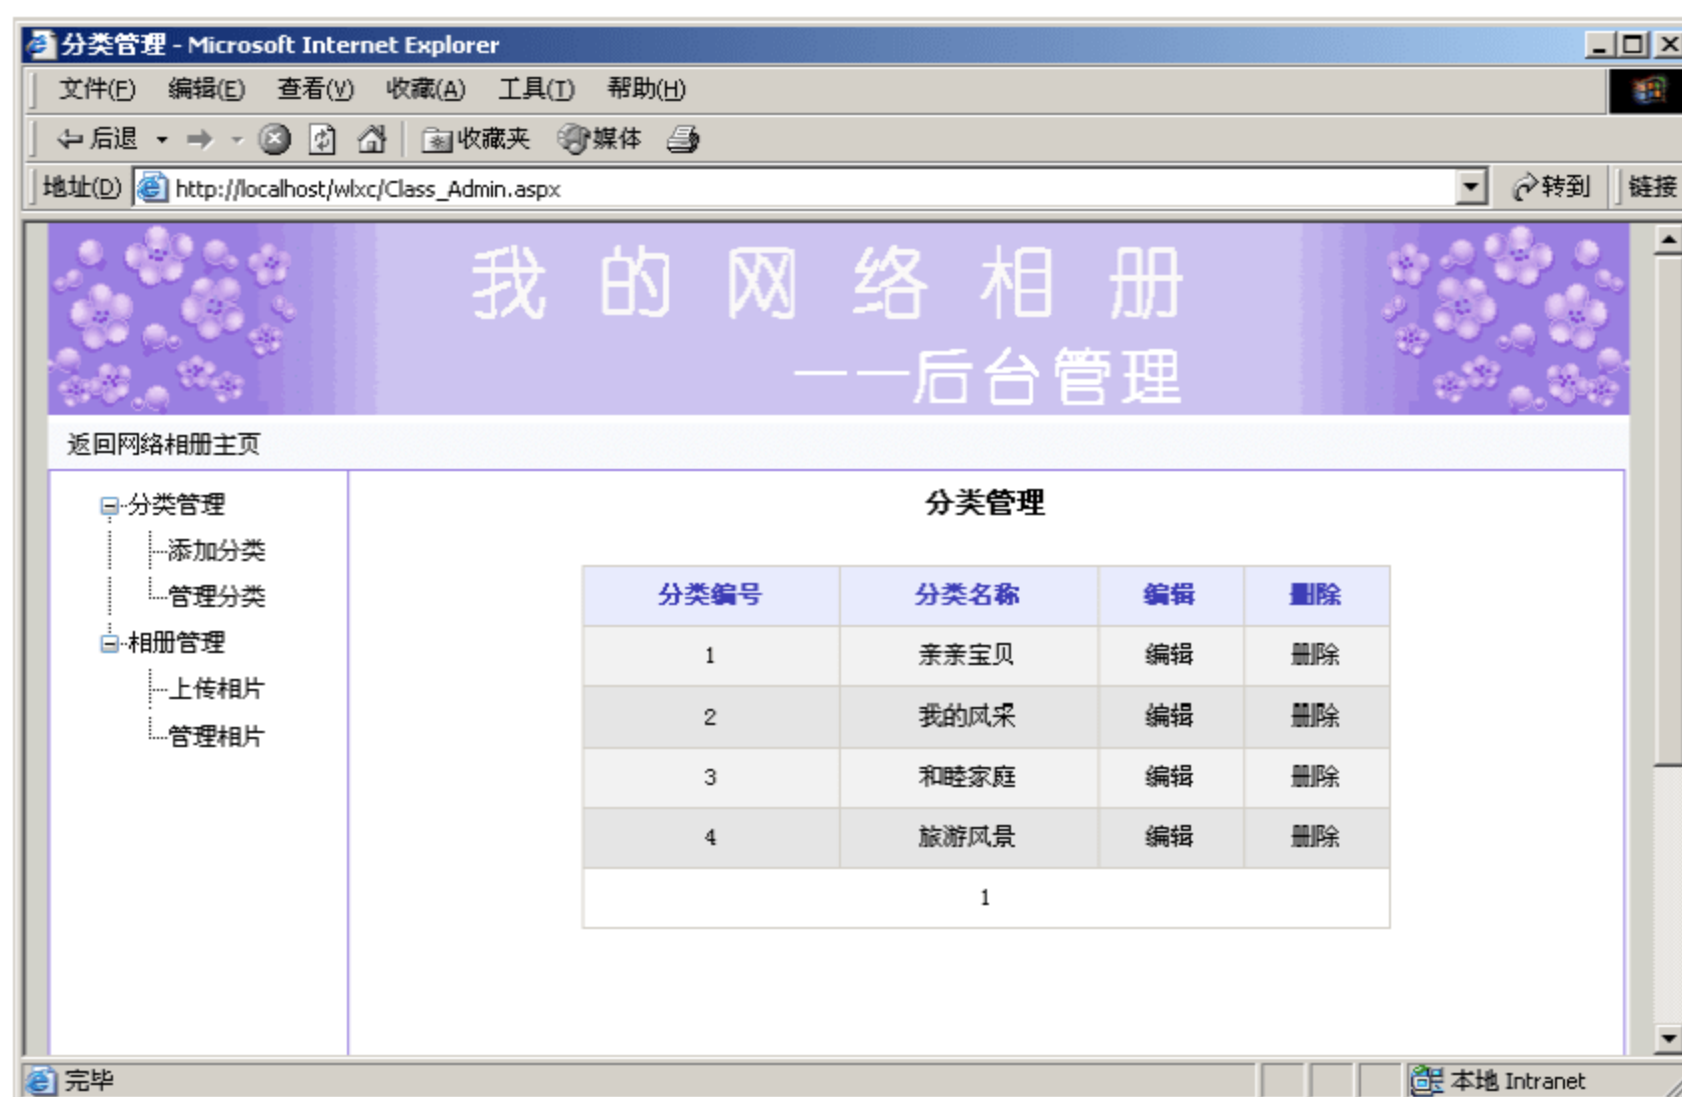 分类管理 - Microsoft Internet Explorer
文件(F) 编辑(E) 查看(V) 收藏(A) 工具(T) 帮助(H)
后退 收藏夹 媒体
地址(D) http://localhost/wlxc/Class_Admin.aspx 转到 链接
我的网络相册
——后台管理
返回网络相册主页
分类管理
添加分类
管理分类
相册管理
上传相片
管理相片
分类管理
分类编号 分类名称 编辑 删除
1 亲亲宝贝 编辑 删除
2 我的风采 编辑 删除
3 和睦家庭 编辑 删除
4 旅游风景 编辑 删除
1
完毕 本地 Intranet